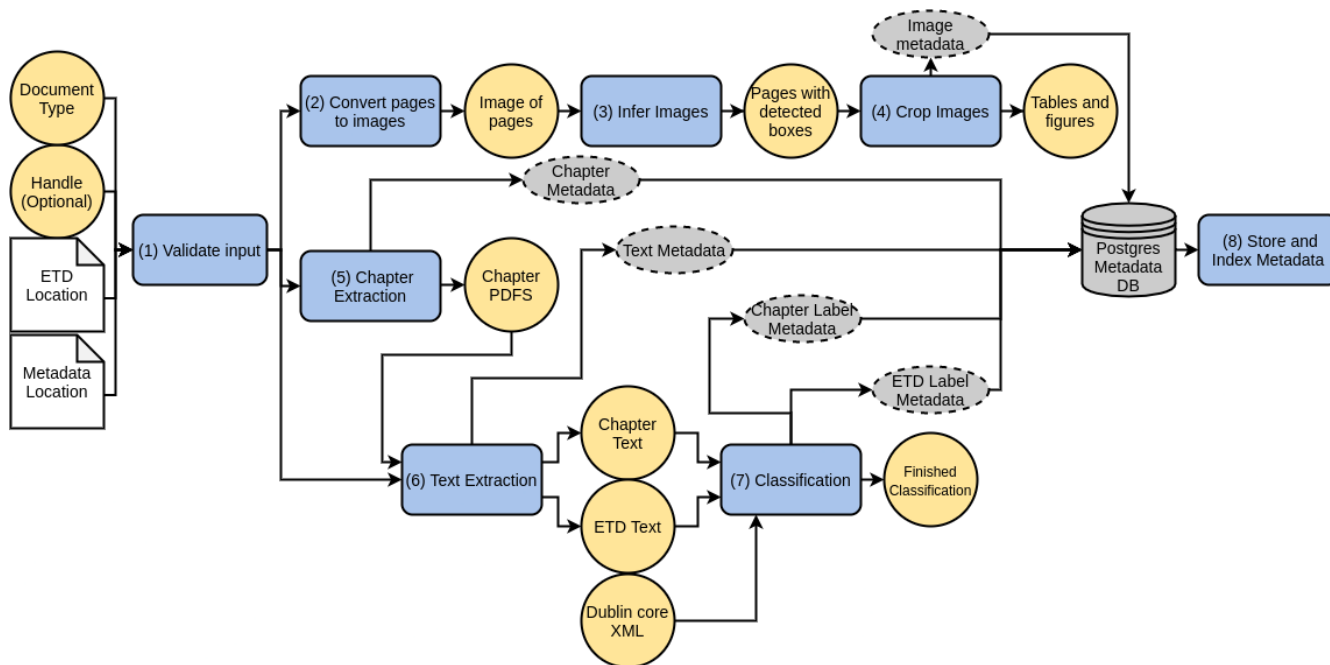 Document
Type
Handle
(Optional)
ETD
Location
Metadata
Location
(1) Validate input
(2) Convert pages
to images
Image of
pages
(3) Infer Images
Pages with
detected
boxes
(4) Crop Images
Image
metadata
Tables and
figures
Chapter
Metadata
(5) Chapter
Extraction
Chapter
PDFS
Text Metadata
Chapter Label
Metadata
ETD Label
Metadata
Postgres
Metadata
DB
(8) Store and
Index Metadata
(6) Text Extraction
Chapter
Text
ETD Text
Dublin core
XML
(7) Classification
Finished
Classification